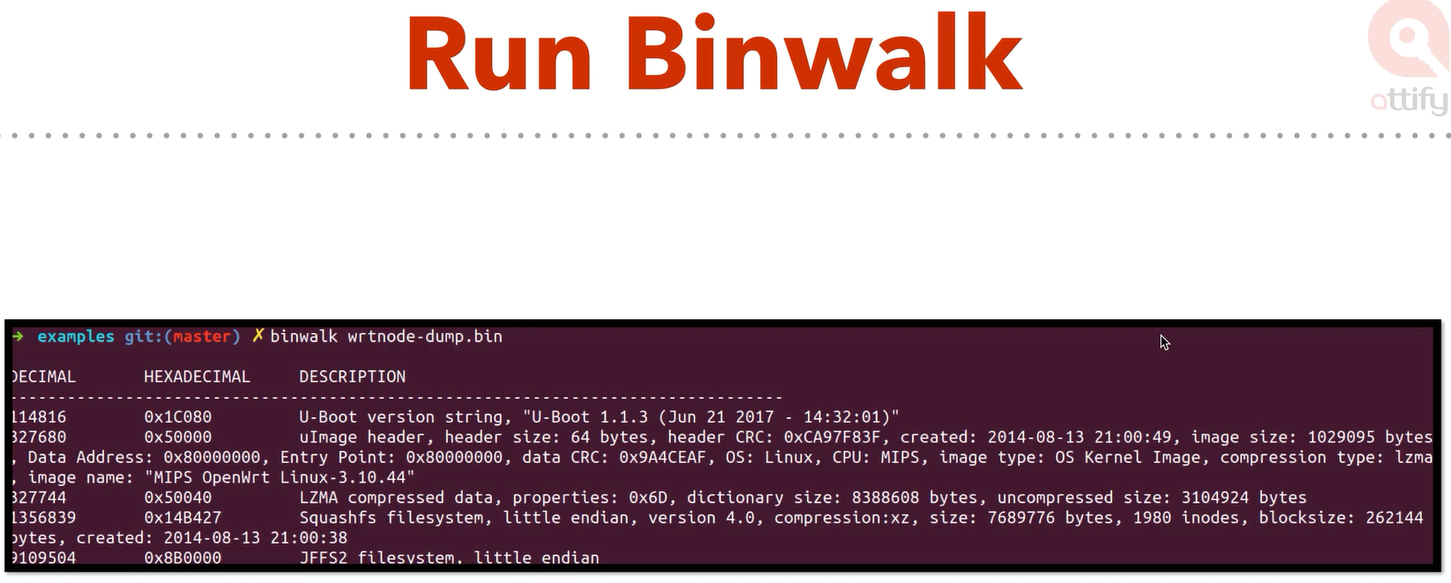 Run Binwalk
attify
➜ examples git:(master) ✗ binwalk wrtnode-dump.bin
DECIMAL HEXADECIMAL DESCRIPTION
--------------------------------------------------------------------------------
114816 0x1C080 U-Boot version string, "U-Boot 1.1.3 (Jun 21 2017 - 14:32:01)"
327680 0x50000 uImage header, header size: 64 bytes, header CRC: 0xCA97F83F, created: 2014-08-13 21:00:49, image size: 1029095 bytes
, Data Address: 0x80000000, Entry Point: 0x80000000, data CRC: 0x9A4CEAF, OS: Linux, CPU: MIPS, image type: OS Kernel Image, compression type: lzma
, image name: "MIPS OpenWrt Linux-3.10.44"
327744 0x50040 LZMA compressed data, properties: 0x6D, dictionary size: 8388608 bytes, uncompressed size: 3104924 bytes
1356839 0x14B427 Squashfs filesystem, little endian, version 4.0, compression:xz, size: 7689776 bytes, 1980 inodes, blocksize: 262144
bytes, created: 2014-08-13 21:00:38
9109504 0x8B0000 JFFS2 filesystem, little endian